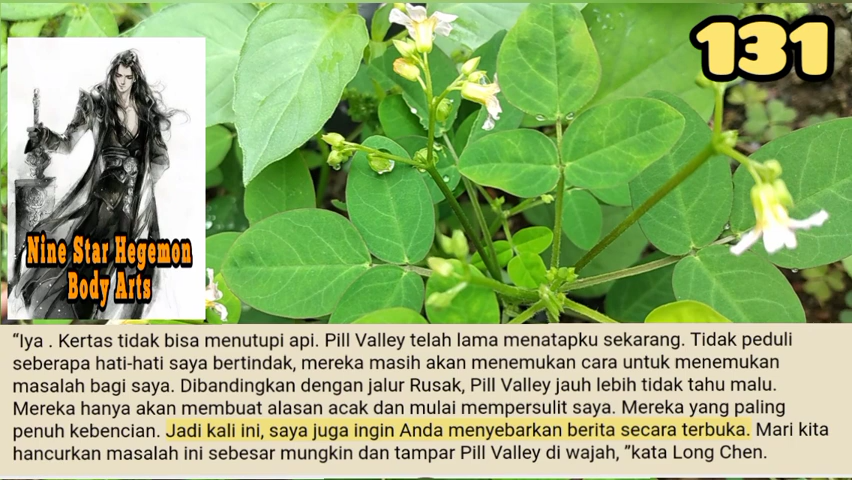 131
Nine Star Hegemon
Body Arts
“Iya . Kertas tidak bisa menutupi api. Pill Valley telah lama menatapku sekarang. Tidak peduli
seberapa hati-hati saya bertindak, mereka masih akan menemukan cara untuk menemukan
masalah bagi saya. Dibandingkan dengan jalur Rusak, Pill Valley jauh lebih tidak tahu malu.
Mereka hanya akan membuat alasan acak dan mulai mempersulit saya. Mereka yang paling
penuh kebencian. Jadi kali ini, saya juga ingin Anda menyebarkan berita secara terbuka. Mari kita
hancurkan masalah ini sebesar mungkin dan tampar Pill Valley di wajah, ”kata Long Chen.